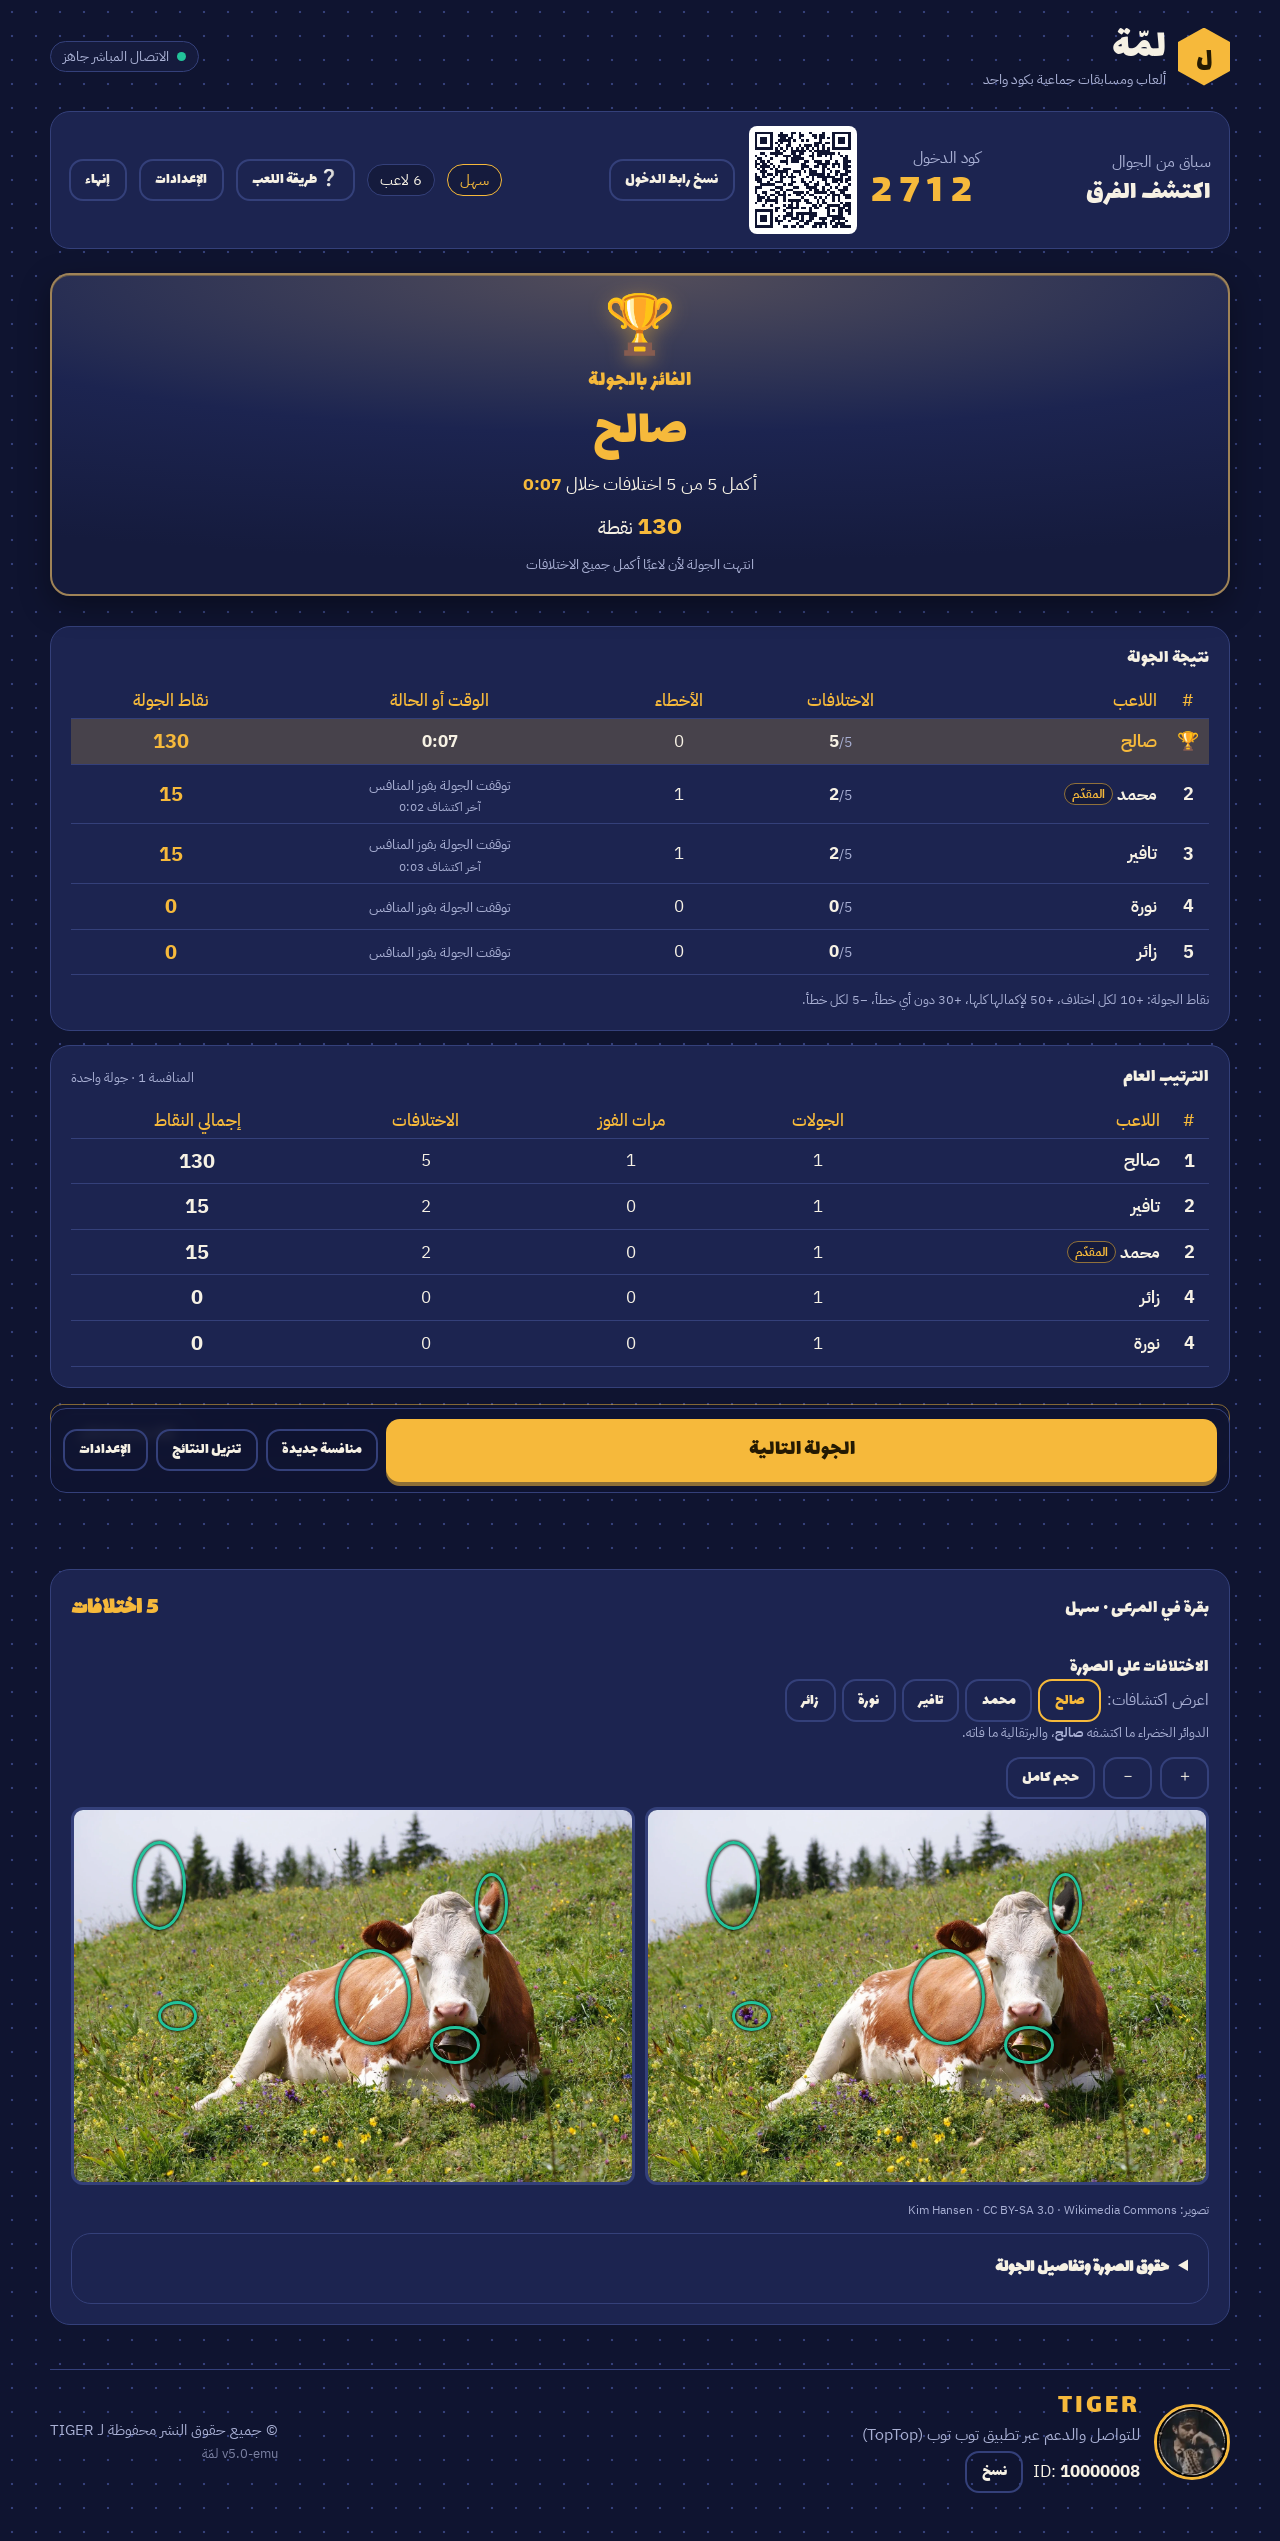 ل
لمّة
ألعاب ومسابقات جماعية بكود واحد
الاتصال المباشر جاهز
سباق من الجوال
اكتشف الفرق
كود الدخول
2712
نسخ رابط الدخول
سهل
6 لاعب
❔ طريقة اللعب
الإعدادات
إنهاء
الفائز بالجولة
صالح
أكمل 5 من 5 اختلافات خلال 0:07
130 نقطة
انتهت الجولة لأن لاعبًا أكمل جميع الاختلافات
نتيجة الجولة
# اللاعب الاختلافات الأخطاء الوقت أو الحالة نقاط الجولة
🏆 صالح 5/5 0 0:07 130
2 محمد المقدّم 2/5 1 توقفت الجولة بفوز المنافس 15
آخر اكتشاف 0:02
3 تافير 2/5 1 توقفت الجولة بفوز المنافس 15
آخر اكتشاف 0:03
4 نورة 0/5 0 توقفت الجولة بفوز المنافس 0
5 زائر 0/5 0 توقفت الجولة بفوز المنافس 0
نقاط الجولة: +10 لكل اختلاف، +50 لإكمالها كلها، +30 دون أي خطأ، −5 لكل خطأ.
الترتيب العام
المنافسة 1 · جولة واحدة
# اللاعب الجولات مرات الفوز الاختلافات إجمالي النقاط
1 صالح 1 1 5 130
2 تافير 1 0 2 15
2 محمد المقدّم 1 0 2 15
4 زائر 1 0 0 0
4 نورة 1 0 0 0
الجولة التالية
منافسة جديدة
تنزيل النتائج
الإعدادات
بقرة في المرعى · سهل
5 اختلافات
الاختلافات على الصورة
اعرض اكتشافات: صالح محمد تافير نورة زائر
الدوائر الخضراء ما اكتشفه صالح، والبرتقالية ما فاته.
+ − حجم كامل
تصوير: Kim Hansen · CC BY-SA 3.0 · Wikimedia Commons
حقوق الصورة وتفاصيل الجولة
TIGER
للتواصل والدعم عبر تطبيق توب توب (TopTop)
ID: 10000008
نسخ
© جميع حقوق النشر محفوظة لـ TIGER
لمّة v5.0-emu